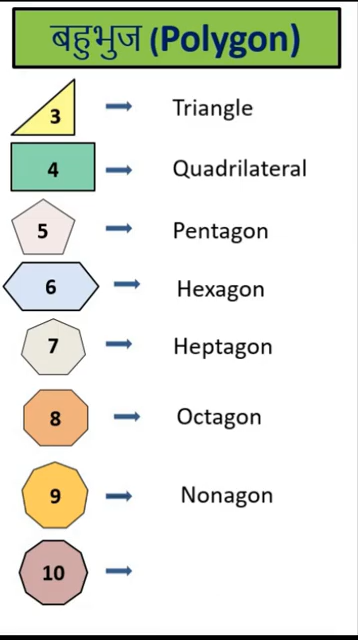 बहुभुज (Polygon)
3 Triangle
4 Quadrilateral
5 Pentagon
6 Hexagon
7 Heptagon
8 Octagon
9 Nonagon
10